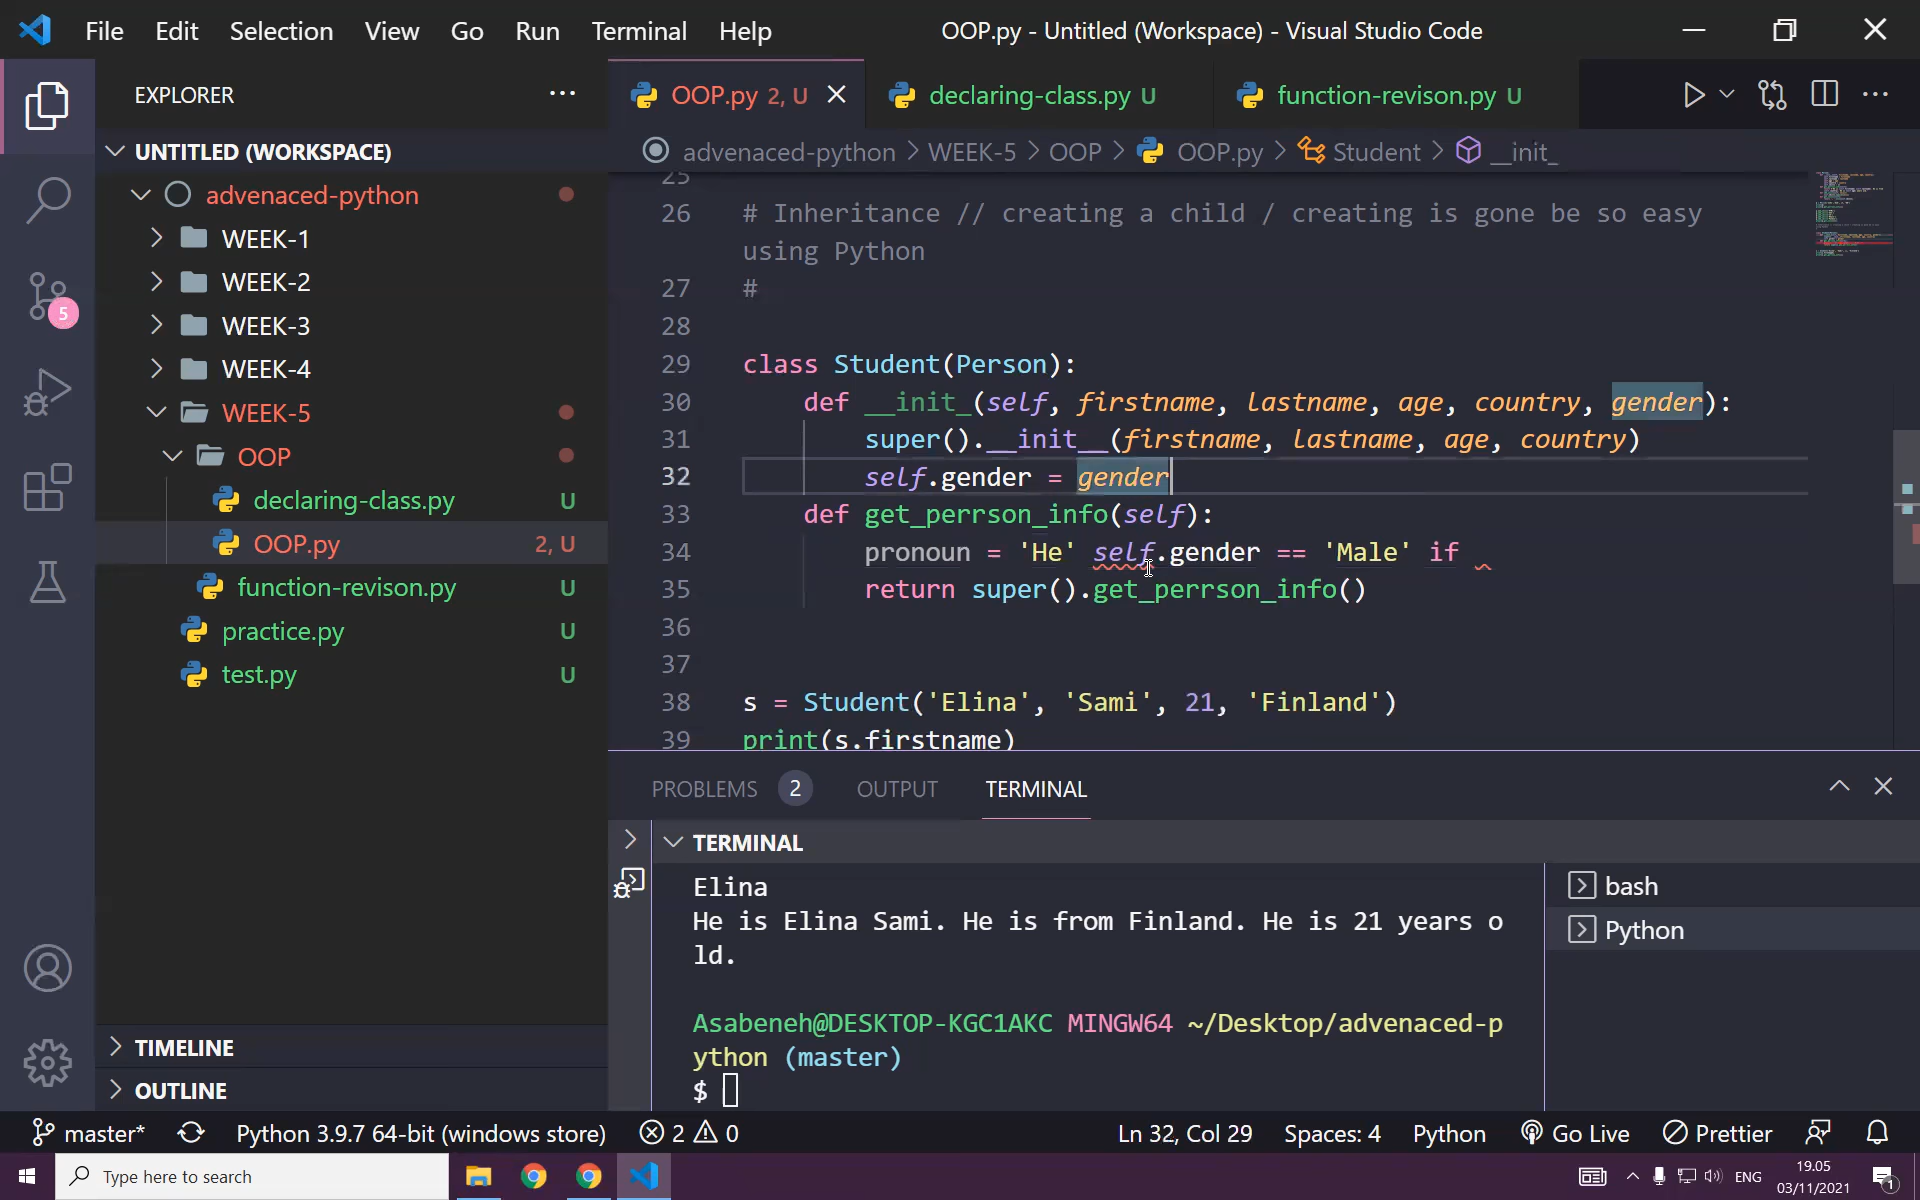 File Edit Selection View Go Run Terminal Help OOP.py - Untitled (Workspace) - Visual Studio Code
EXPLORER
OOP.py 2, U
declaring-class.py U
function-revison.py U
UNTITLED (WORKSPACE)
advenaced-python > WEEK-5 > OOP > OOP.py > Student > __init_
advenaced-python
WEEK-1
WEEK-2
WEEK-3
WEEK-4
WEEK-5
OOP
declaring-class.py U
OOP.py 2, U
function-revison.py U
practice.py U
test.py U
TIMELINE
OUTLINE
5
25
26 # Inheritance // creating a child / creating is gone be so easy
using Python
27 #
28
29 class Student(Person):
30 def __init_(self, firstname, lastname, age, country, gender):
31 super().__init__(firstname, lastname, age, country)
32 self.gender = gender
33 def get_perrson_info(self):
34 pronoun = 'He' self.gender == 'Male' if
35 return super().get_perrson_info()
36
37
38 s = Student('Elina', 'Sami', 21, 'Finland')
39 print(s.firstname)
PROBLEMS 2 OUTPUT TERMINAL
TERMINAL
Elina
He is Elina Sami. He is from Finland. He is 21 years o
ld.
Asabeneh@DESKTOP-KGC1AKC MINGW64 ~/Desktop/advenaced-p
ython (master)
$
bash
Python
master* Python 3.9.7 64-bit (windows store) 2 0 Ln 32, Col 29 Spaces: 4 Python Go Live Prettier
Type here to search
ENG
19.05
03/11/2021
1